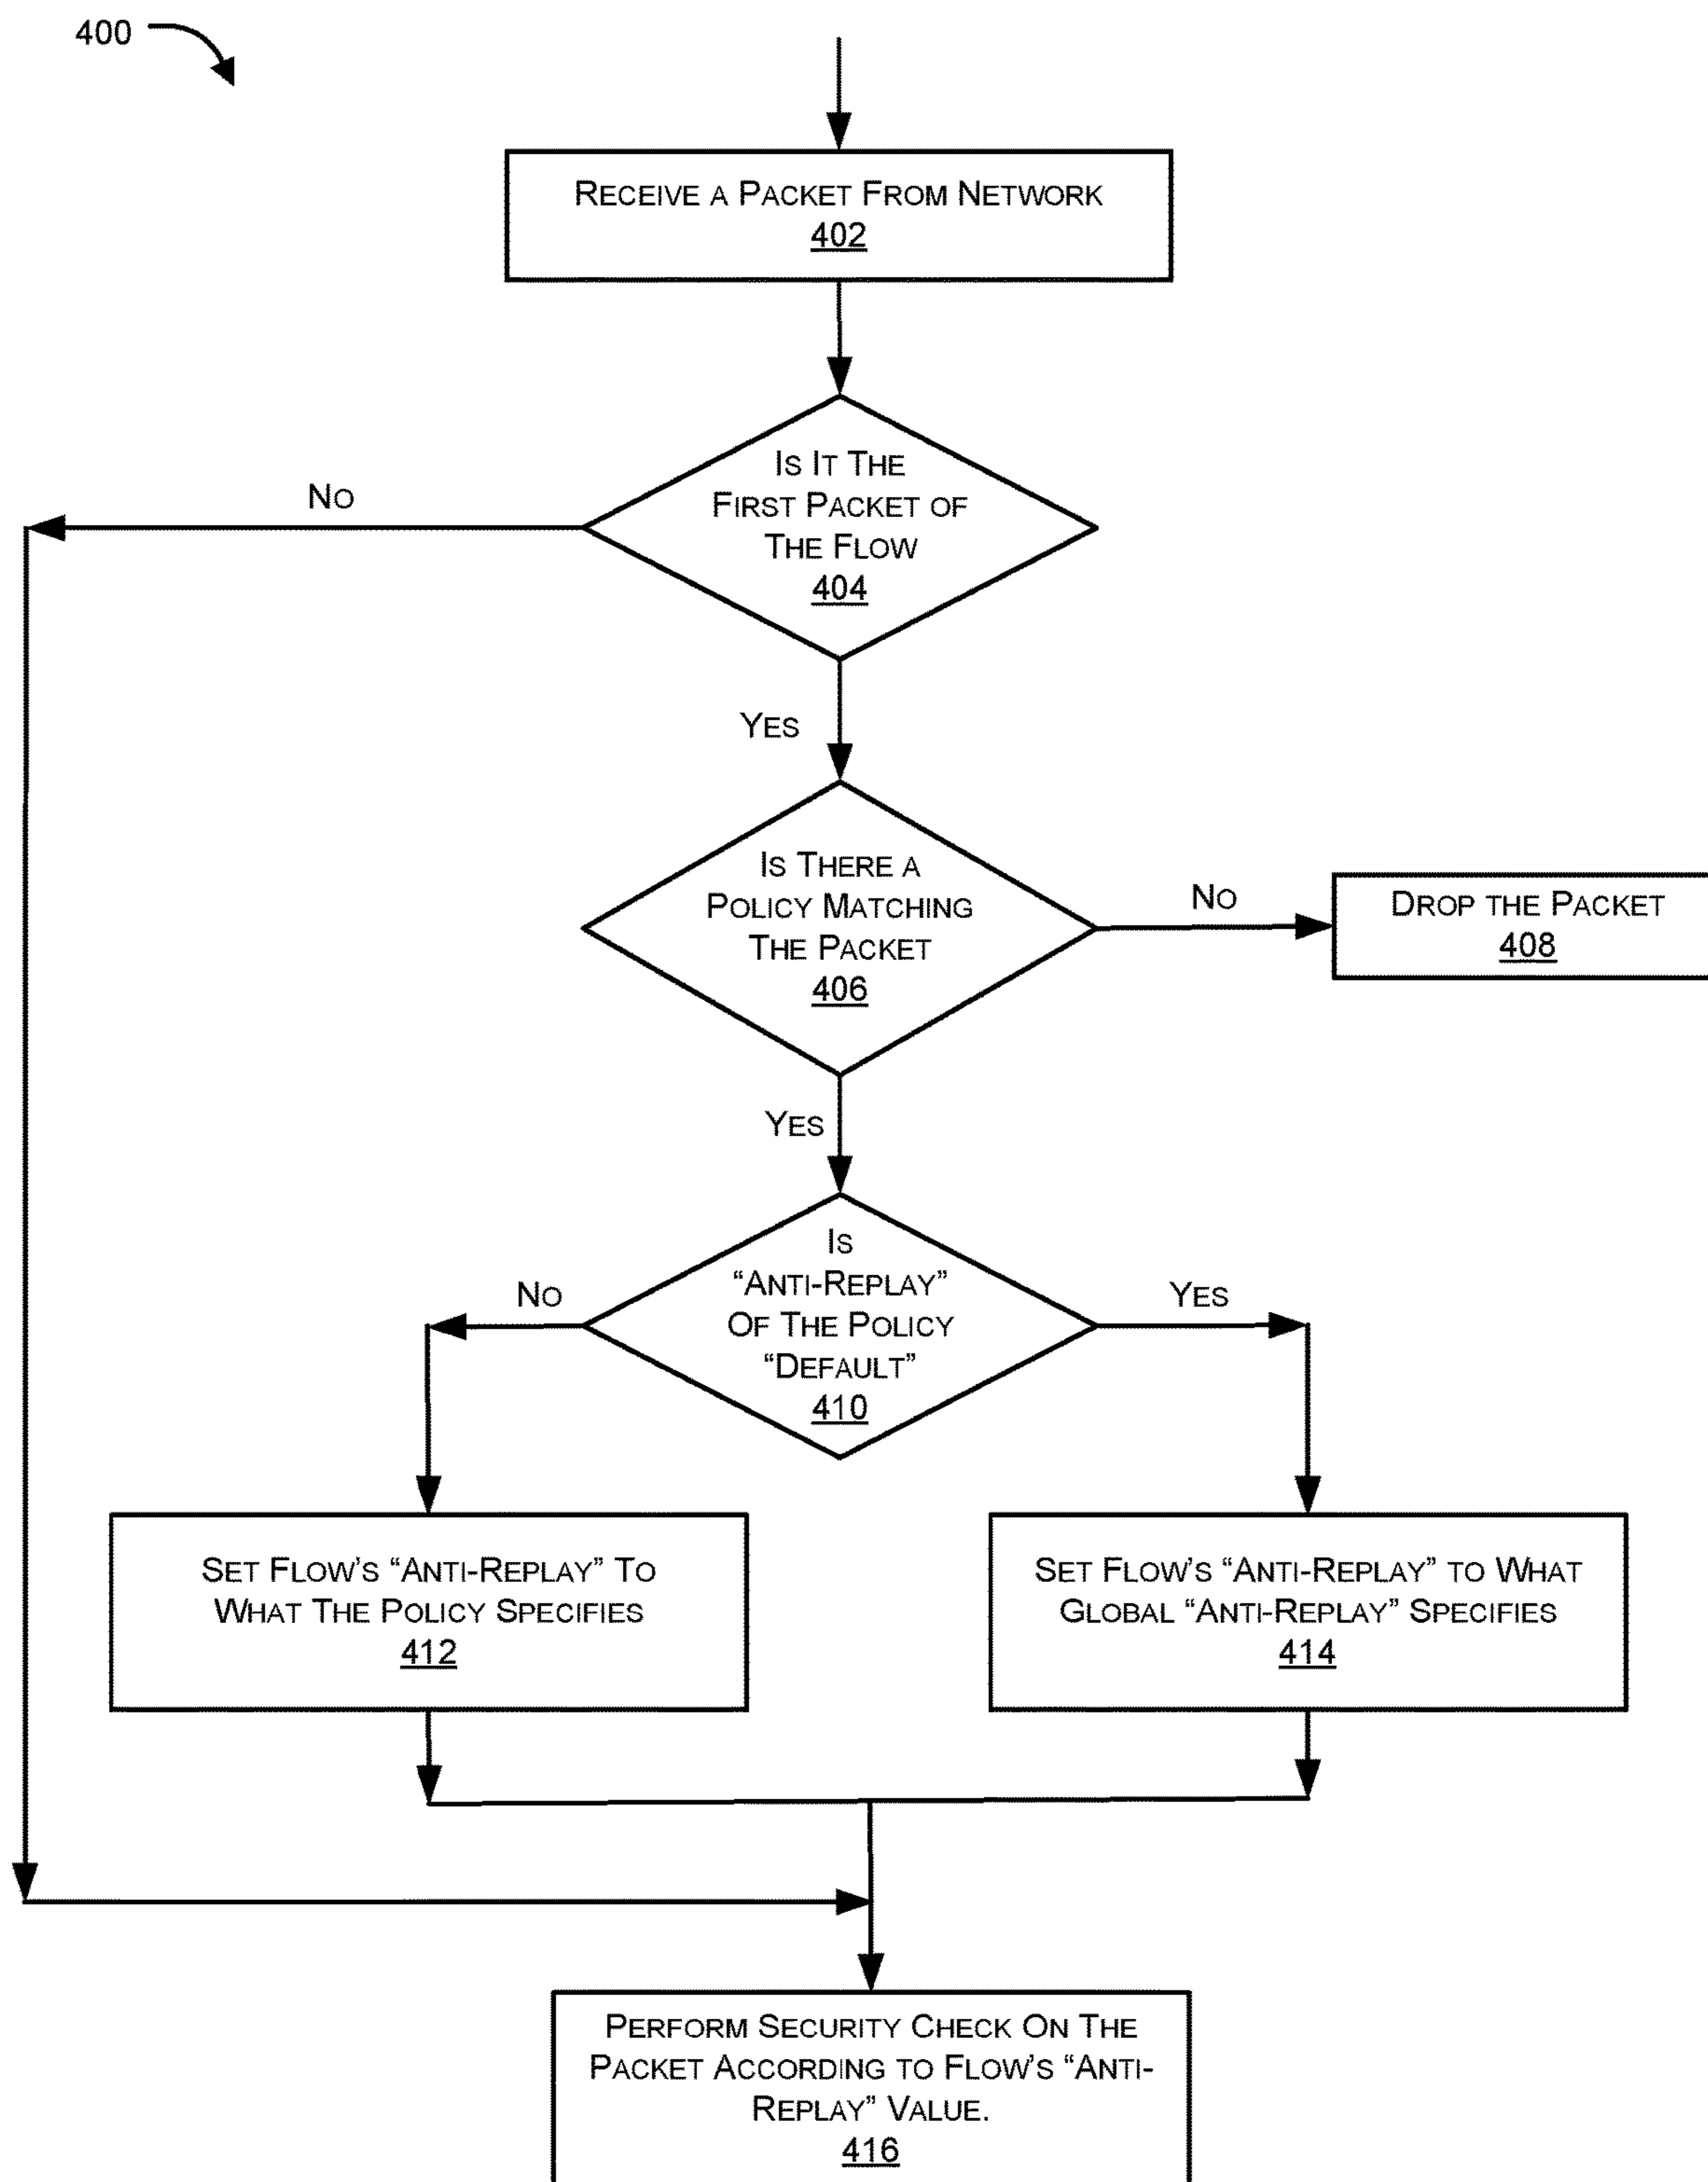 400
RECEIVE A PACKET FROM NETWORK
402
IS IT THE
FIRST PACKET OF
THE FLOW
404
NO
YES
IS THERE A
POLICY MATCHING
THE PACKET
406
NO
DROP THE PACKET
408
YES
IS
“ANTI-REPLAY”
OF THE POLICY
“DEFAULT”
410
NO
YES
SET FLOW’S “ANTI-REPLAY” TO
WHAT THE POLICY SPECIFIES
412
SET FLOW’S “ANTI-REPLAY” TO WHAT
GLOBAL “ANTI-REPLAY” SPECIFIES
414
PERFORM SECURITY CHECK ON THE
PACKET ACCORDING TO FLOW’S “ANTI-
REPLAY” VALUE.
416